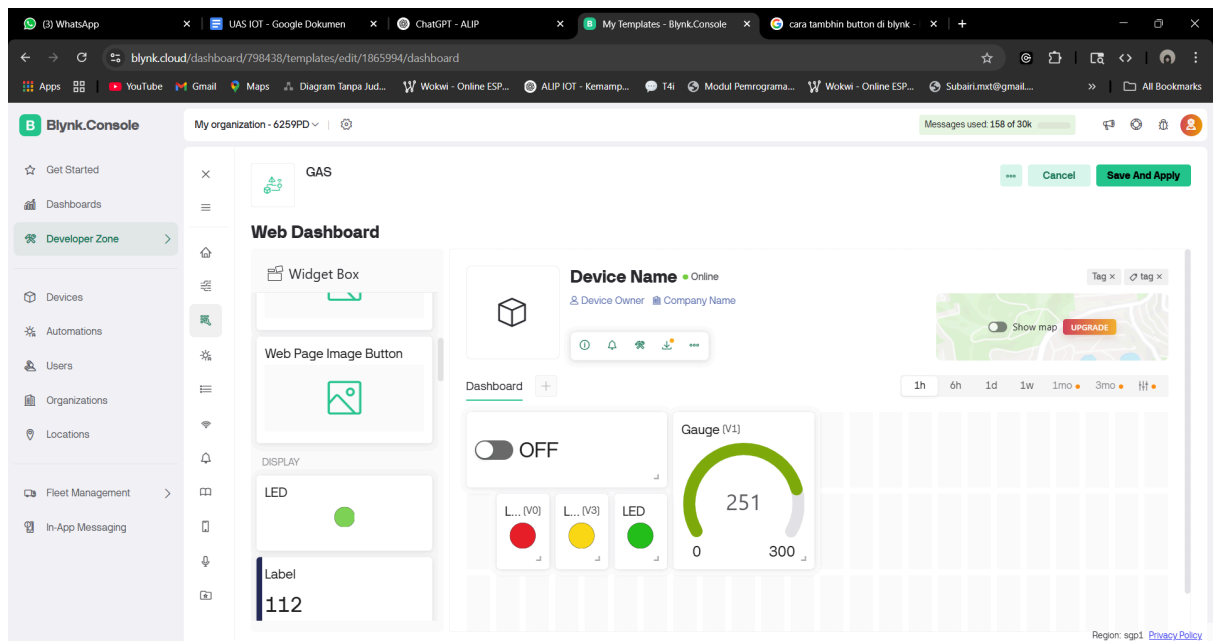 (3) WhatsApp
UAS IOT - Google Dokumen
ChatGPT - ALIP
My Templates - Blynk.Console
cara tambhin button di blynk -
blynk.cloud/dashboard/798438/templates/edit/1865994/dashboard
Apps
YouTube
Gmail
Maps
Diagram Tanpa Jud...
Wokwi - Online ESP...
ALIP IOT - Kemamp...
T4i
Modul Pemrograma...
Wokwi - Online ESP...
Subairi.mxt@gmail....
»
All Bookmarks
B Blynk.Console
My organization - 6259PD
Messages used: 158 of 30k
Get Started
Dashboards
Developer Zone
Devices
Automations
Users
Organizations
Locations
Fleet Management
In-App Messaging
GAS
Cancel
Save And Apply
Web Dashboard
Widget Box
Web Page Image Button
DISPLAY
LED
Label
112
Device Name
Online
Device Owner
Company Name
Tag ×
tag ×
Show map
UPGRADE
Dashboard
1h 6h 1d 1w 1mo 3mo
OFF
L... (V0)
L... (V3)
LED
Gauge (V1)
251
0 300
Region: sgp1 Privacy Policy